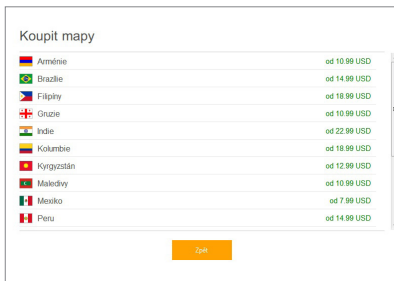 Koupit mapy
Arménie od 10.99 USD
Brazílie od 14.99 USD
Filipíny od 18.99 USD
Gruzie od 10.99 USD
Indie od 22.99 USD
Kolumbie od 18.99 USD
Kyrgyzstán od 12.99 USD
Maledivy od 10.99 USD
Mexiko od 7.99 USD
Peru od 14.99 USD
Zpět